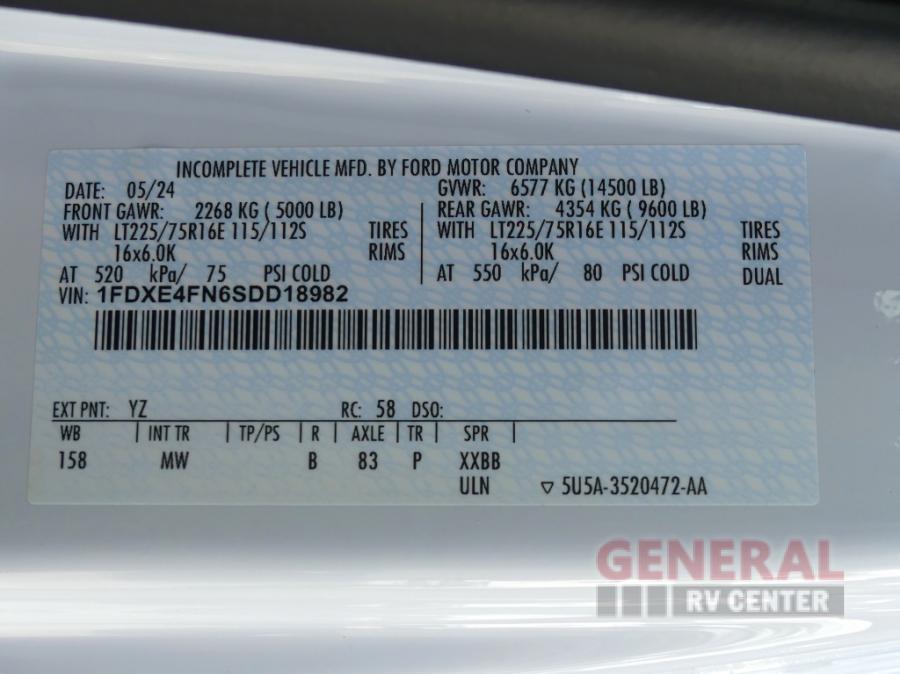 INCOMPLETE VEHICLE MFD. BY FORD MOTOR COMPANY
DATE: 05/24 GVWR: 6577 KG (14500 LB)
FRONT GAWR: 2268 KG ( 5000 LB) REAR GAWR: 4354 KG ( 9600 LB)
WITH LT225/75R16E 115/112S TIRES WITH LT225/75R16E 115/112S TIRES
16x6.0K RIMS 16x6.0K RIMS
AT 520 kPa/ 75 PSI COLD AT 550 kPa/ 80 PSI COLD DUAL
VIN: 1FDXE4FN6SDD18982
EXT PNT: YZ RC: 58 DSO:
WB | INT TR | TP/PS | R | AXLE | TR | SPR |
158 MW B 83 P XXBB
ULN ▽ 5U5A-3520472-AA
GENERAL
RV CENTER